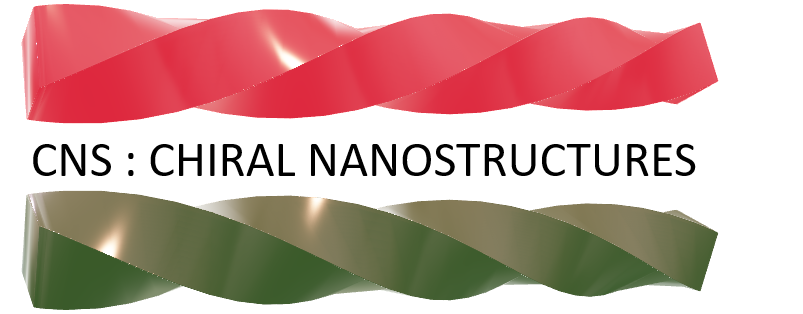 CNS : CHIRAL NANOSTRUCTURES